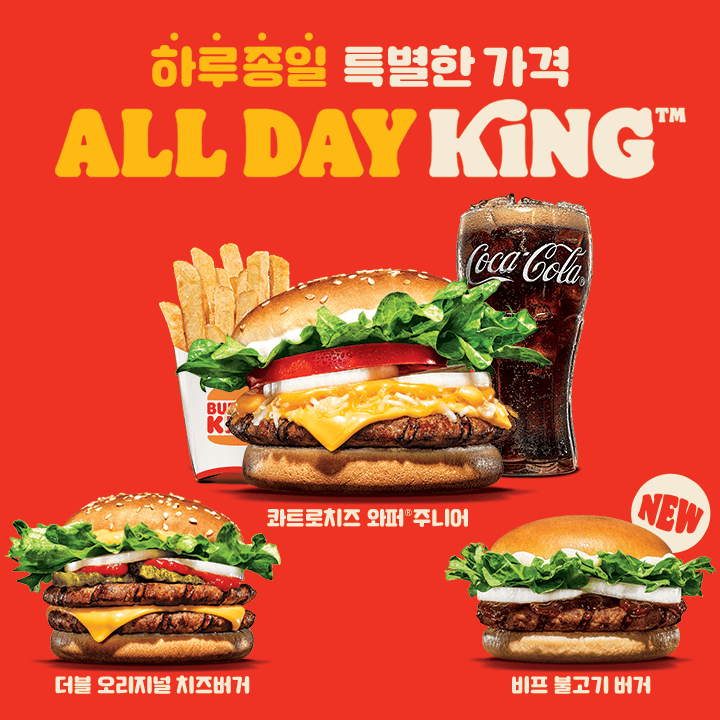 하루종일 특별한 가격
ALL DAY KiNG™
Coca-Cola®
콰트로치즈 와퍼®주니어
NEW
더블 오리지널 치즈버거
비프 불고기 버거